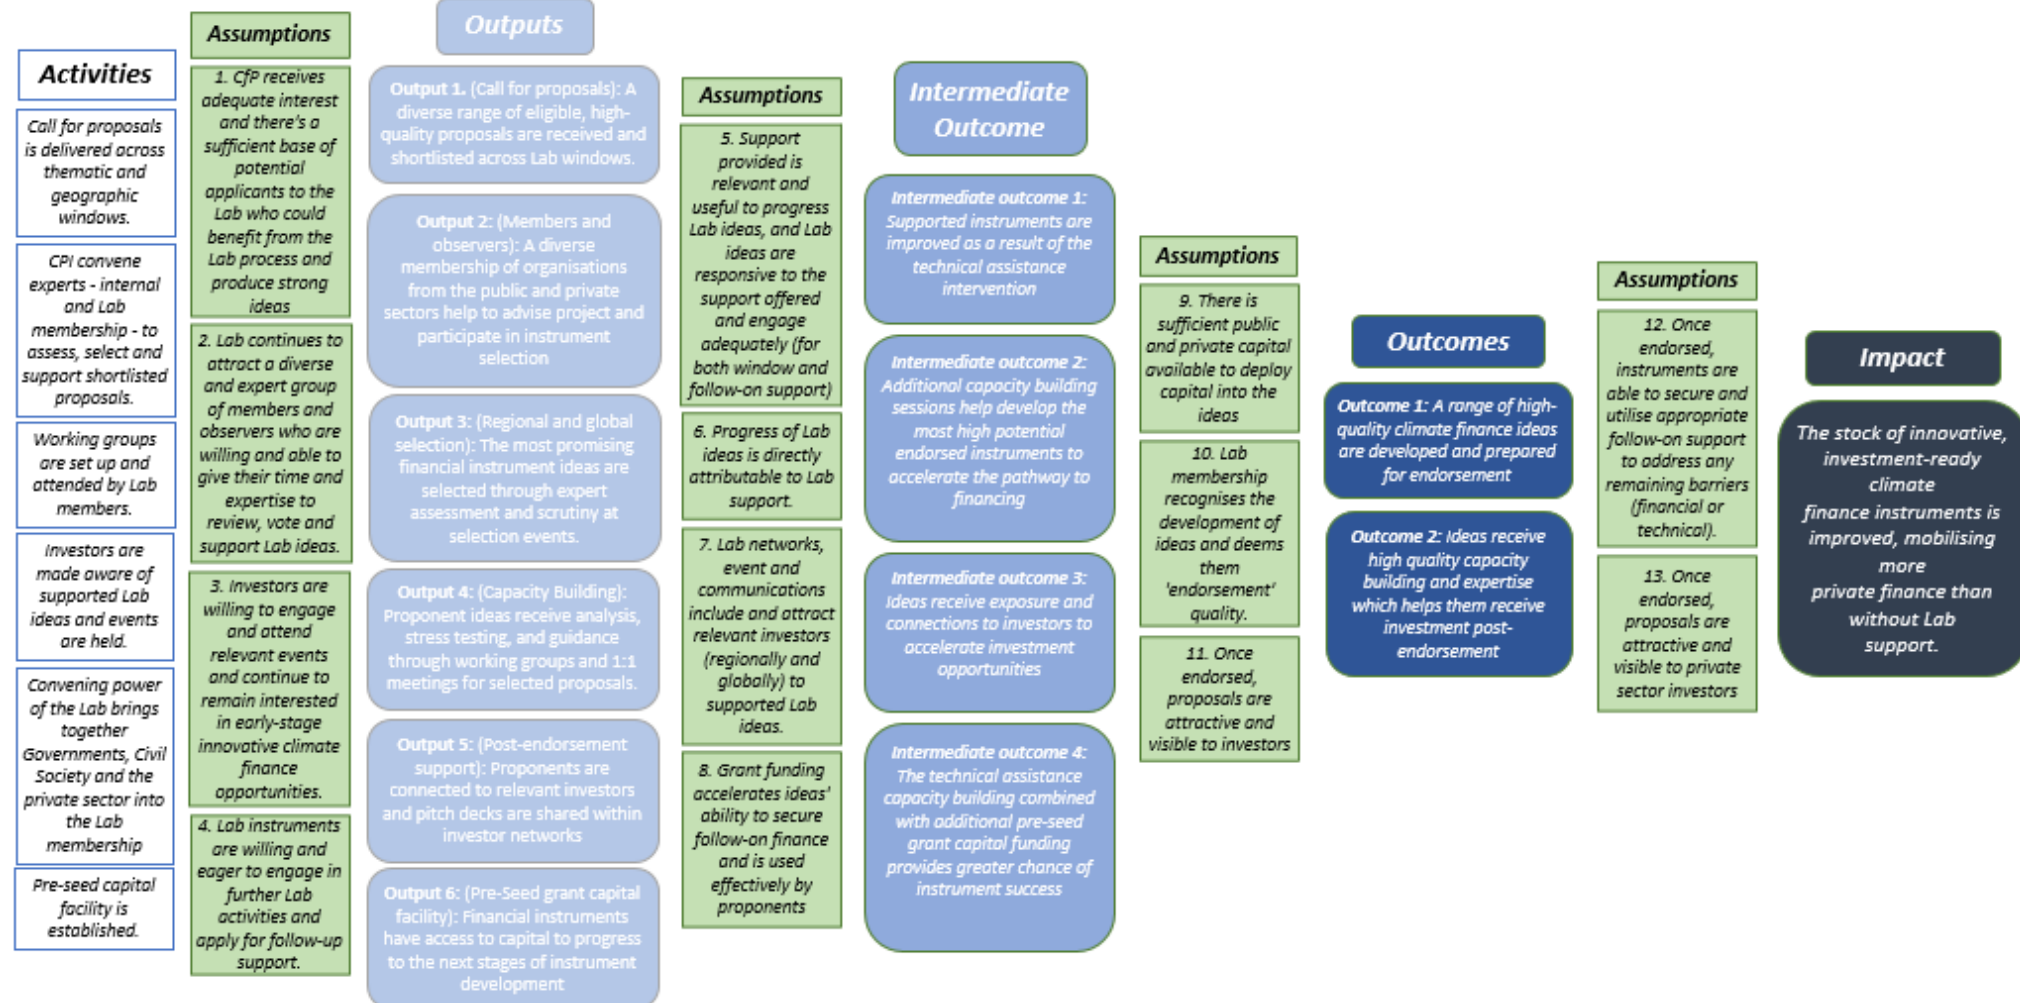 Activities
Call for proposals
is delivered across
thematic and
geographic
windows.
CPI convene
experts - internal
and Lab
membership - to
assess, select and
support shortlisted
proposals.
Working groups
are set up and
attended by Lab
members.
Investors are
made aware of
supported Lab
ideas and events
are held.
Convening power
of the Lab brings
together
Governments, Civil
Society and the
private sector into
the Lab
membership
Pre-seed capital
facility is
established.
Assumptions
1. CfP receives
adequate interest
and there's a
sufficient base of
potential
applicants to the
Lab who could
benefit from the
Lab process and
produce strong
ideas
2. Lab continues to
attract a diverse
and expert group
of members and
observers who are
willing and able to
give their time and
expertise to
review, vote and
support Lab ideas.
3. Investors are
willing to engage
and attend
relevant events
and continue to
remain interested
in early-stage
innovative climate
finance
opportunities.
4. Lab instruments
are willing and
eager to engage in
further Lab
activities and
apply for follow-up
support.
Outputs
Output 1. (Call for proposals): A
diverse range of eligible, high-
quality proposals are received and
shortlisted across Lab windows.
Output 2: (Members and
observers): A diverse
membership of organisations
from the public and private
sectors help to advise project and
participate in instrument
selection
Output 3: (Regional and global
selection): The most promising
financial instrument ideas are
selected through expert
assessment and scrutiny at
selection events.
Output 4: (Capacity Building):
Proponent ideas receive analysis,
stress testing, and guidance
through working groups and 1:1
meetings for selected proposals.
Output 5: (Post-endorsement
support): Proponents are
connected to relevant investors
and pitch decks are shared within
investor networks
Output 6: (Pre-Seed grant capital
facility): Financial instruments
have access to capital to progress
to the next stages of instrument
development
Assumptions
5. Support
provided is
relevant and
useful to progress
Lab ideas, and Lab
ideas are
responsive to the
support offered
and engage
adequately (for
both window and
follow-on support)
6. Progress of Lab
ideas is directly
attributable to Lab
support.
7. Lab networks,
event and
communications
include and attract
relevant investors
(regionally and
globally) to
supported Lab
ideas.
8. Grant funding
accelerates ideas'
ability to secure
follow-on finance
and is used
effectively by
proponents
Intermediate
Outcome
Intermediate outcome 1:
Supported instruments are
improved as a result of the
technical assistance
intervention
Intermediate outcome 2:
Additional capacity building
sessions help develop the
most high potential
endorsed instruments to
accelerate the pathway to
financing
Intermediate outcome 3:
Ideas receive exposure and
connections to investors to
accelerate investment
opportunities
Intermediate outcome 4:
The technical assistance
capacity building combined
with additional pre-seed
grant capital funding
provides greater chance of
instrument success
Assumptions
9. There is
sufficient public
and private capital
available to deploy
capital into the
ideas
10. Lab
membership
recognises the
development of
ideas and deems
them
'endorsement'
quality.
11. Once
endorsed,
proposals are
attractive and
visible to investors
Outcomes
Outcome 1: A range of high-
quality climate finance ideas
are developed and prepared
for endorsement
Outcome 2: Ideas receive
high quality capacity
building and expertise
which helps them receive
investment post-
endorsement
Assumptions
12. Once
endorsed,
instruments are
able to secure and
utilise appropriate
follow-on support
to address any
remaining barriers
(financial or
technical).
13. Once
endorsed,
proposals are
attractive and
visible to private
sector investors
Impact
The stock of innovative,
investment-ready
climate
finance instruments is
improved, mobilising
more
private finance than
without Lab
support.